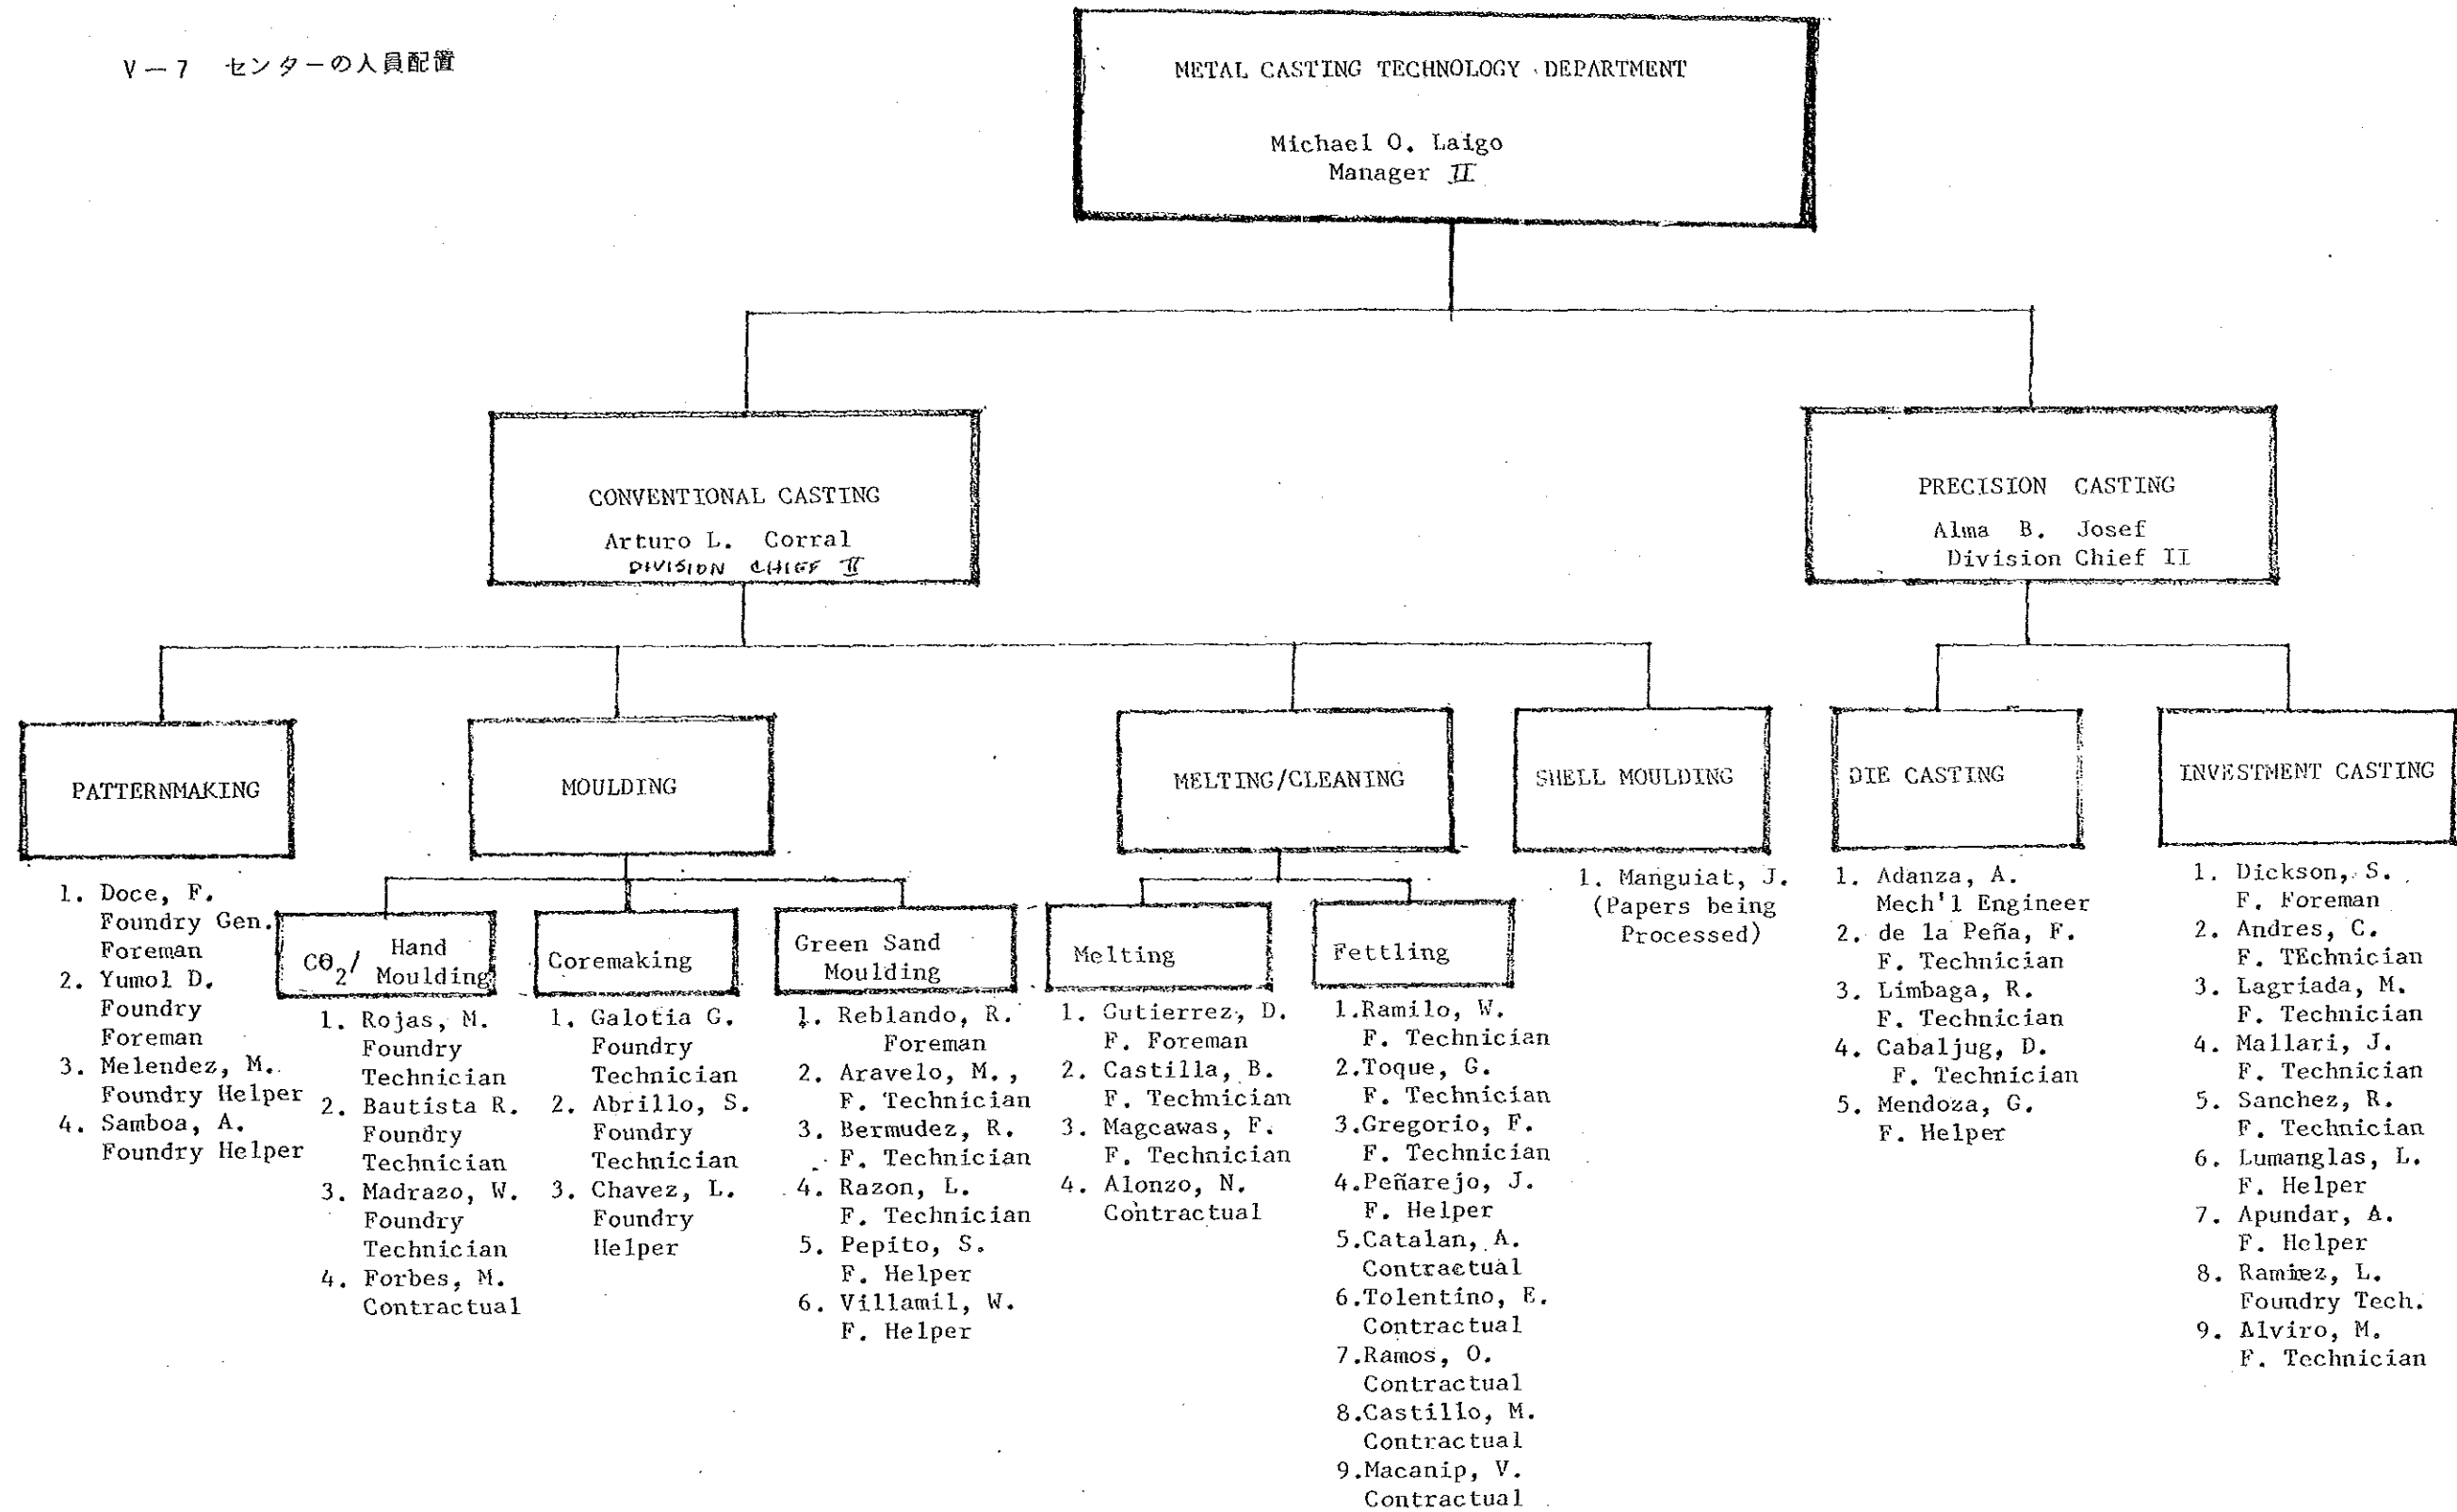 V－7 センターの人員配置
METAL CASTING TECHNOLOGY DEPARTMENT
Michael O. Laigo
Manager II
CONVENTIONAL CASTING
Arturo L. Corral
DIVISION CHIEF II
PRECISION CASTING
Alma B. Josef
Division Chief II
PATTERNMAKING
1. Doce, F.
Foundry Gen.
Foreman
2. Yumol D.
Foundry
Foreman
3. Melendez, M.
Foundry Helper
4. Samboa, A.
Foundry Helper
MOULDING
CO2/ Hand
Moulding
1. Rojas, M.
Foundry
Technician
2. Bautista R.
Foundry
Technician
3. Madrazo, W.
Foundry
Technician
4. Forbes, M.
Contractual
Coremaking
1. Galotia G.
Foundry
Technician
2. Abrillo, S.
Foundry
Technician
3. Chavez, L.
Foundry
Helper
Green Sand
Moulding
1. Reblando, R.
Foreman
2. Aravelo, M.,
F. Technician
3. Bermudez, R.
F. Technician
4. Razon, L.
F. Technician
5. Pepito, S.
F. Helper
6. Villamil, W.
F. Helper
MELTING/CLEANING
Melting
1. Gutierrez, D.
F. Foreman
2. Castilla, B.
F. Technician
3. Magcawas, F.
F. Technician
4. Alonzo, N.
Contractual
Fettling
1.Ramilo, W.
F. Technician
2.Toque, G.
F. Technician
3.Gregorio, F.
F. Technician
4.Peñarejo, J.
F. Helper
5.Catalan, A.
Contractual
6.Tolentino, E.
Contractual
7.Ramos, O.
Contractual
8.Castillo, M.
Contractual
9.Macanip, V.
Contractual
SHELL MOULDING
1. Manguiat, J.
(Papers being
Processed)
DIE CASTING
1. Adanza, A.
Mech'l Engineer
2. de la Peña, F.
F. Technician
3. Limbaga, R.
F. Technician
4. Cabaljug, D.
F. Technician
5. Mendoza, G.
F. Helper
INVESTMENT CASTING
1. Dickson, S.
F. Foreman
2. Andres, C.
F. TEchnician
3. Lagriada, M.
F. Technician
4. Mallari, J.
F. Technician
5. Sanchez, R.
F. Technician
6. Lumanglas, L.
F. Helper
7. Apundar, A.
F. Helper
8. Ramirez, L.
Foundry Tech.
9. Alviro, M.
F. Technician